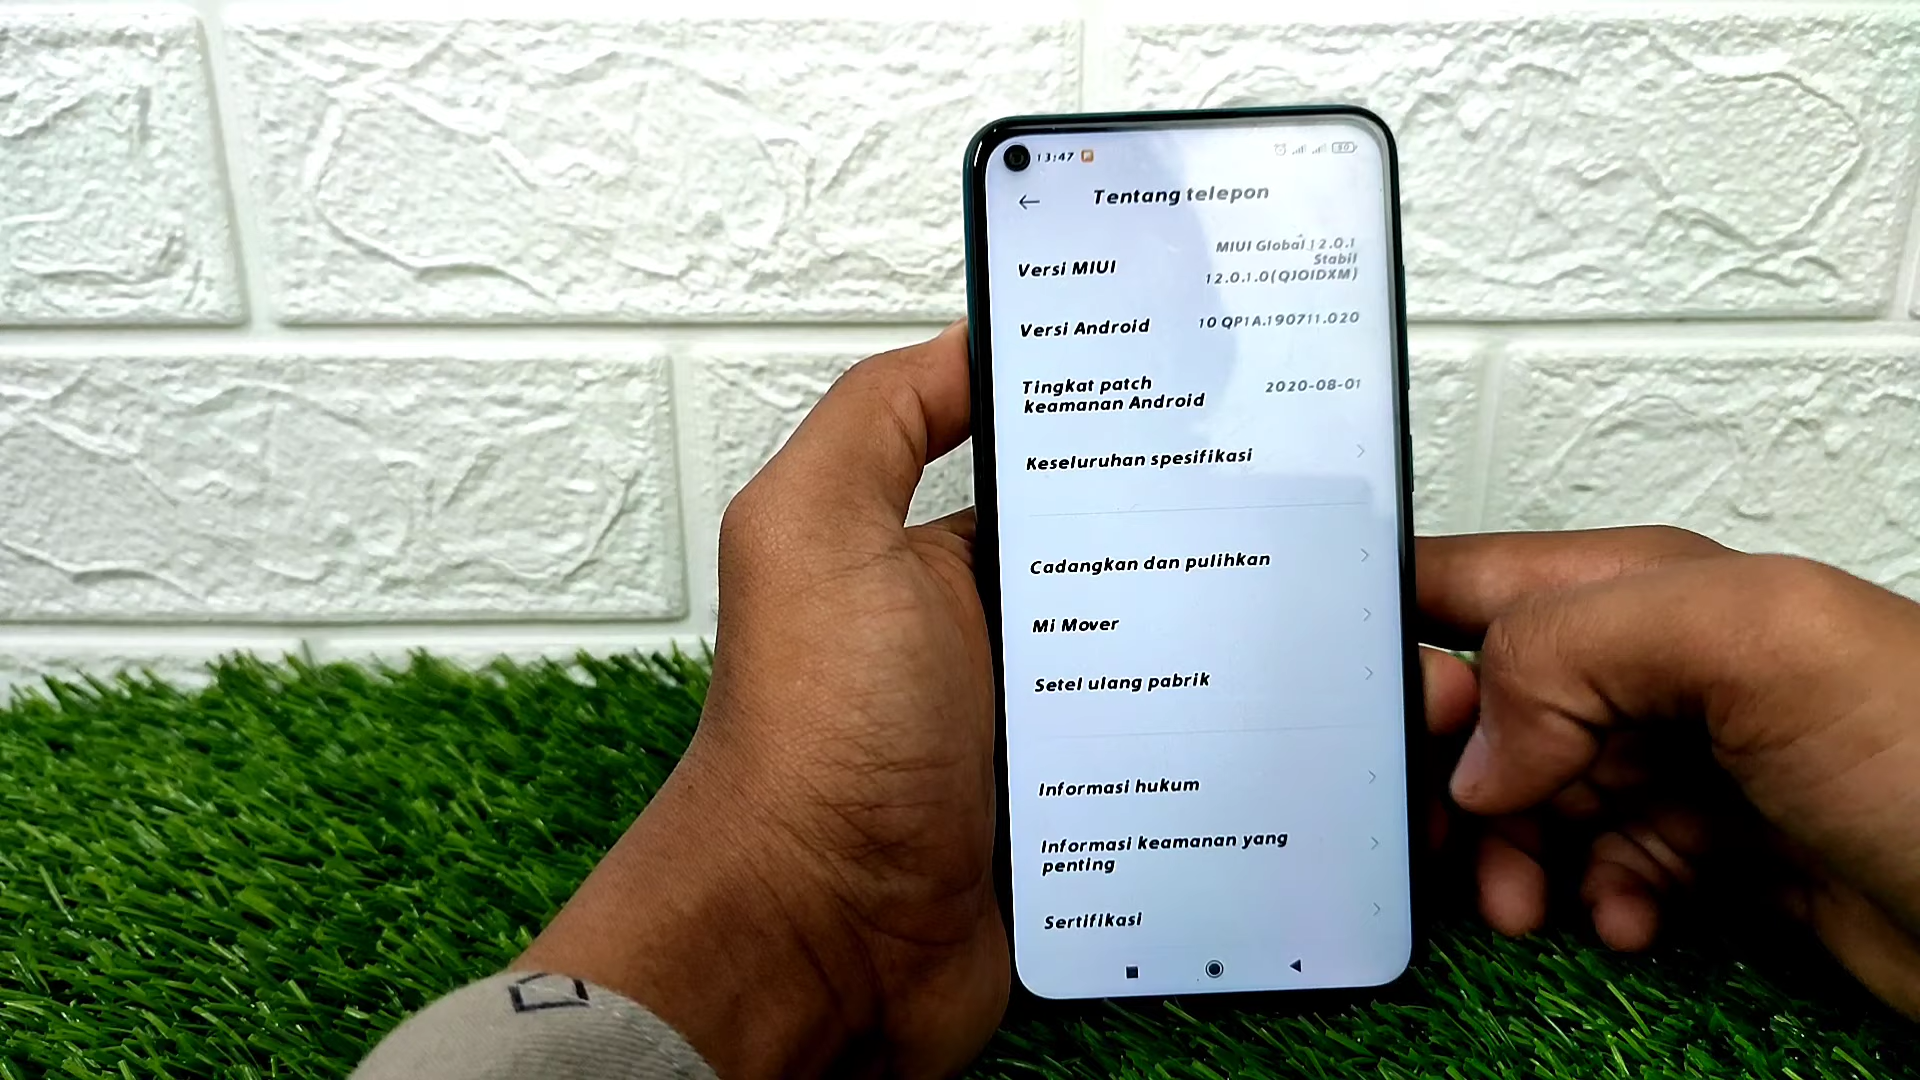 13:47
80
Tentang telepon
Versi MIUI
MIUI Global 12.0.1
Stabil
12.0.1.0(QJOIDXM)
Versi Android
10 QP1A.190711.020
Tingkat patch
keamanan Android
2020-08-01
Keseluruhan spesifikasi
Cadangkan dan pulihkan
Mi Mover
Setel ulang pabrik
Informasi hukum
Informasi keamanan yang
penting
Sertifikasi